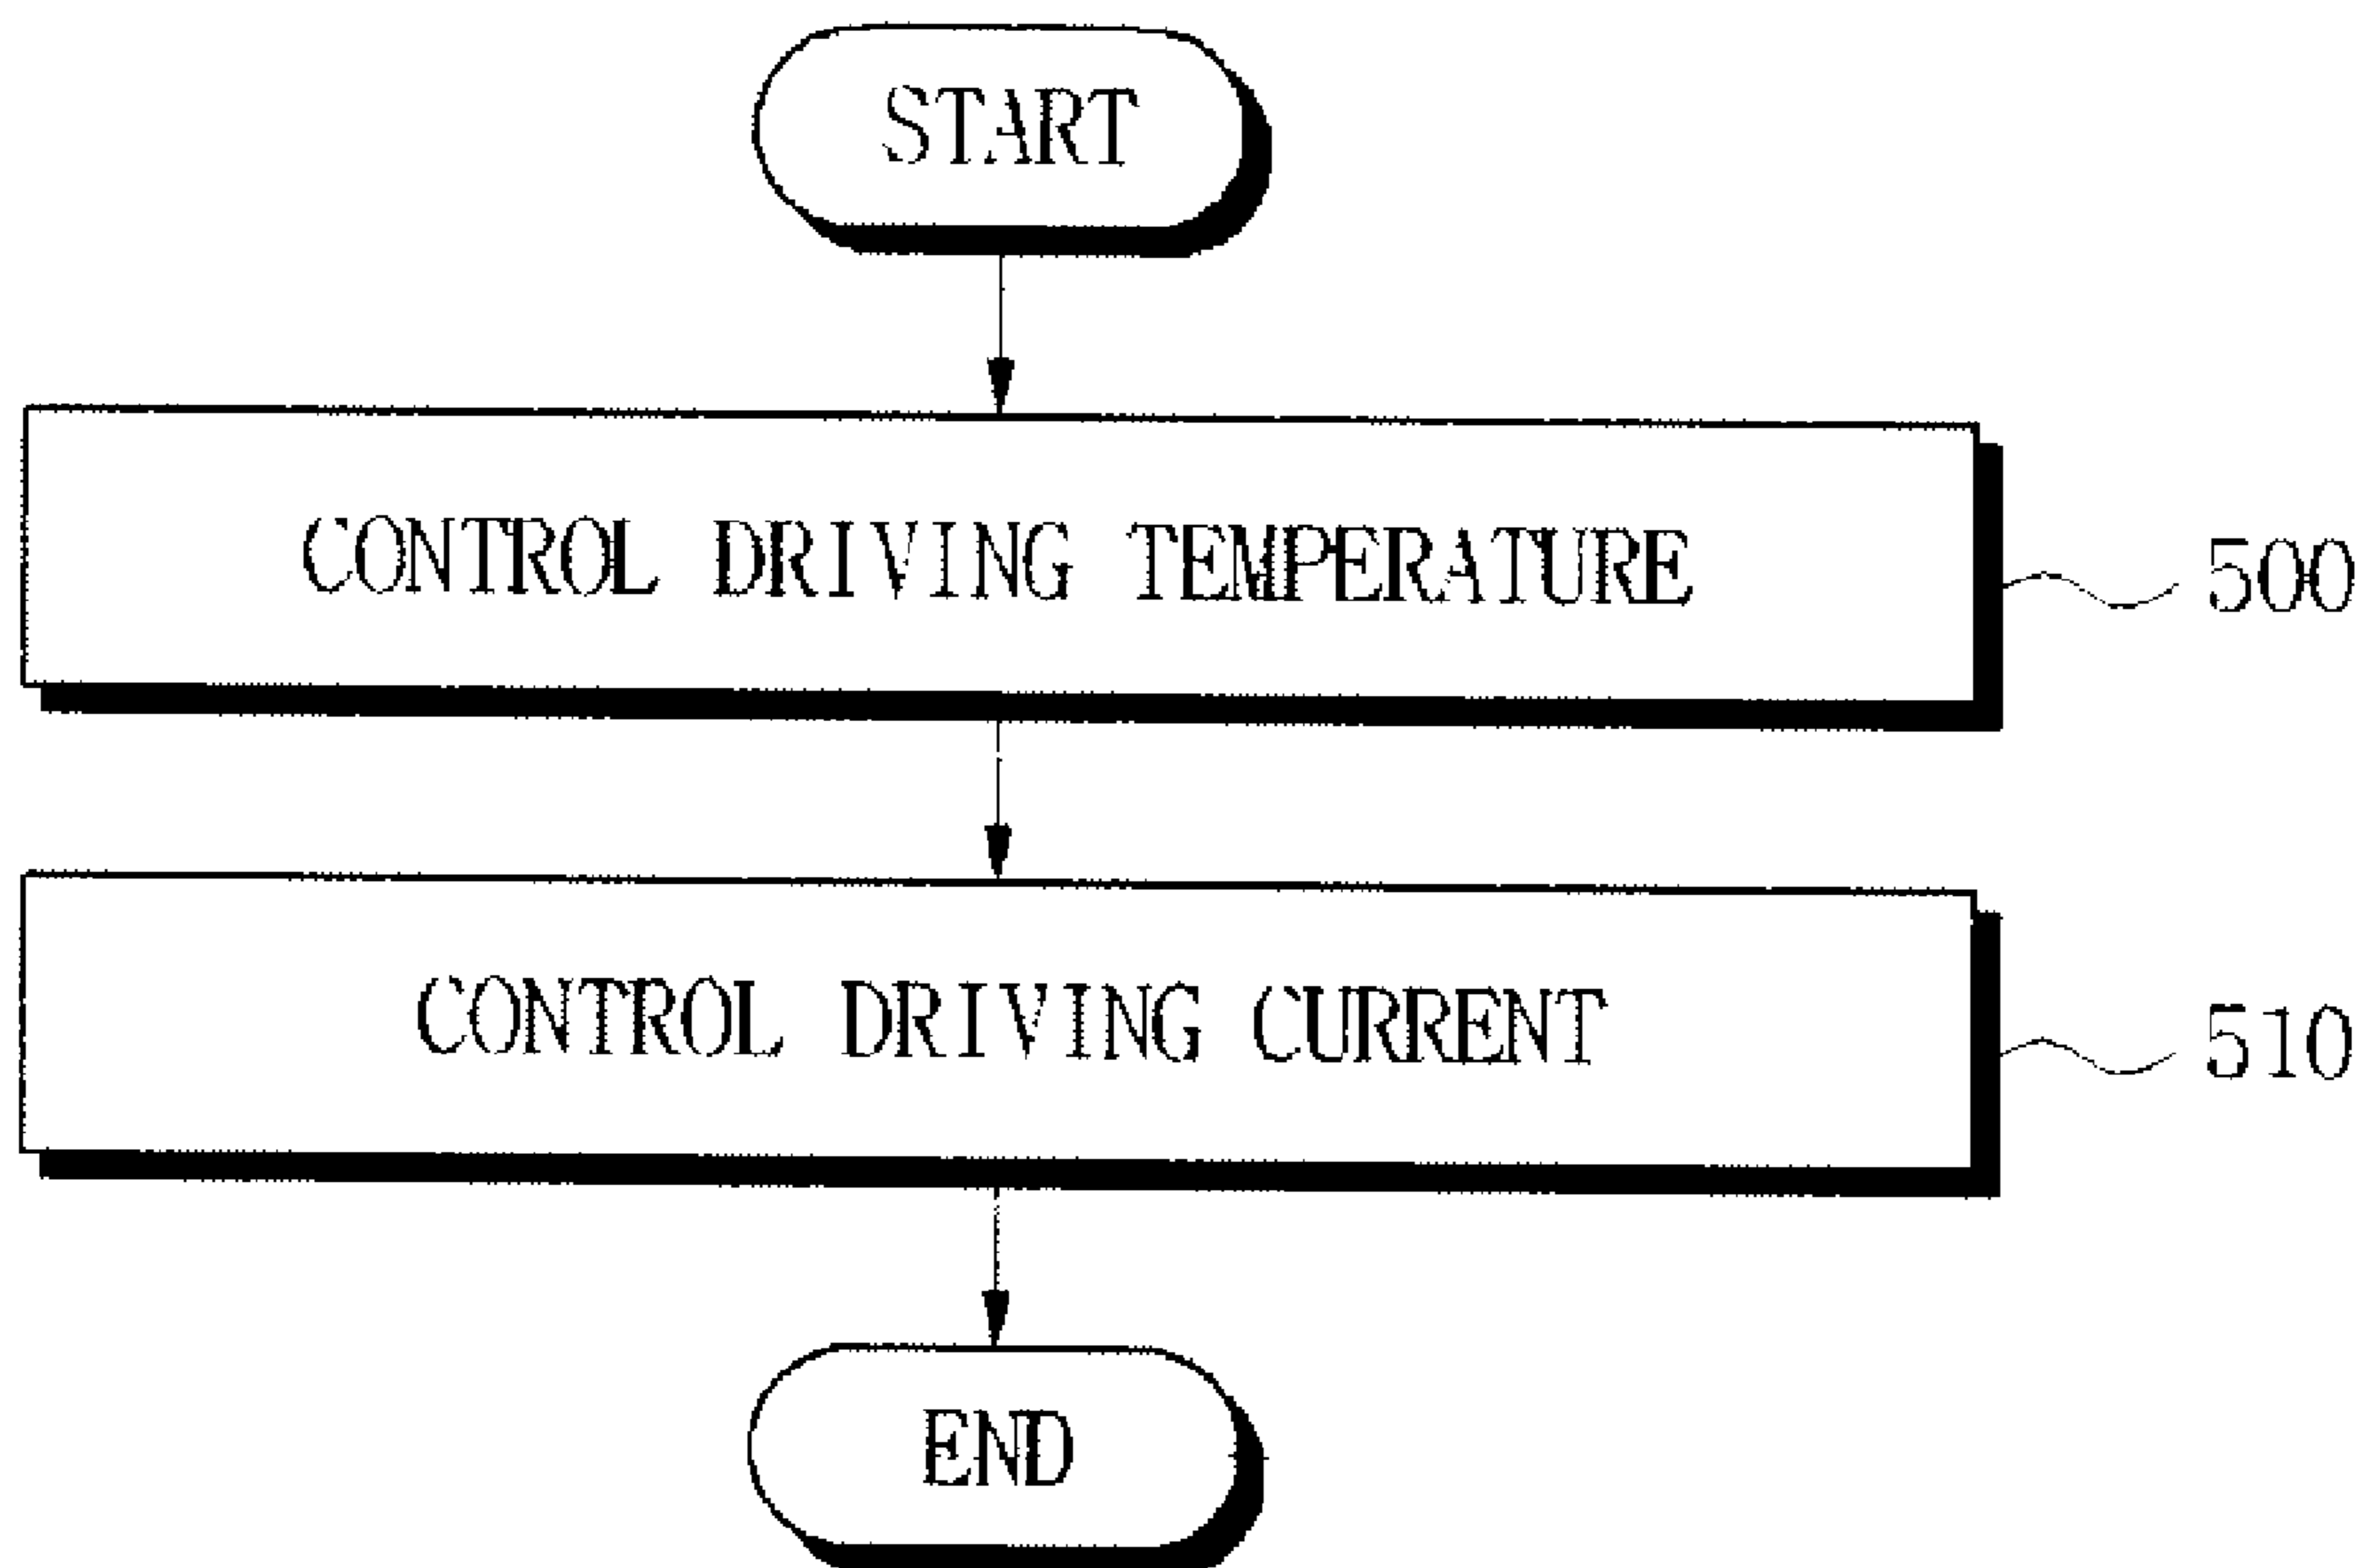 START
CONTROL DRIVING TEMPERATURE
500
CONTROL DRIVING CURRENT
510
END